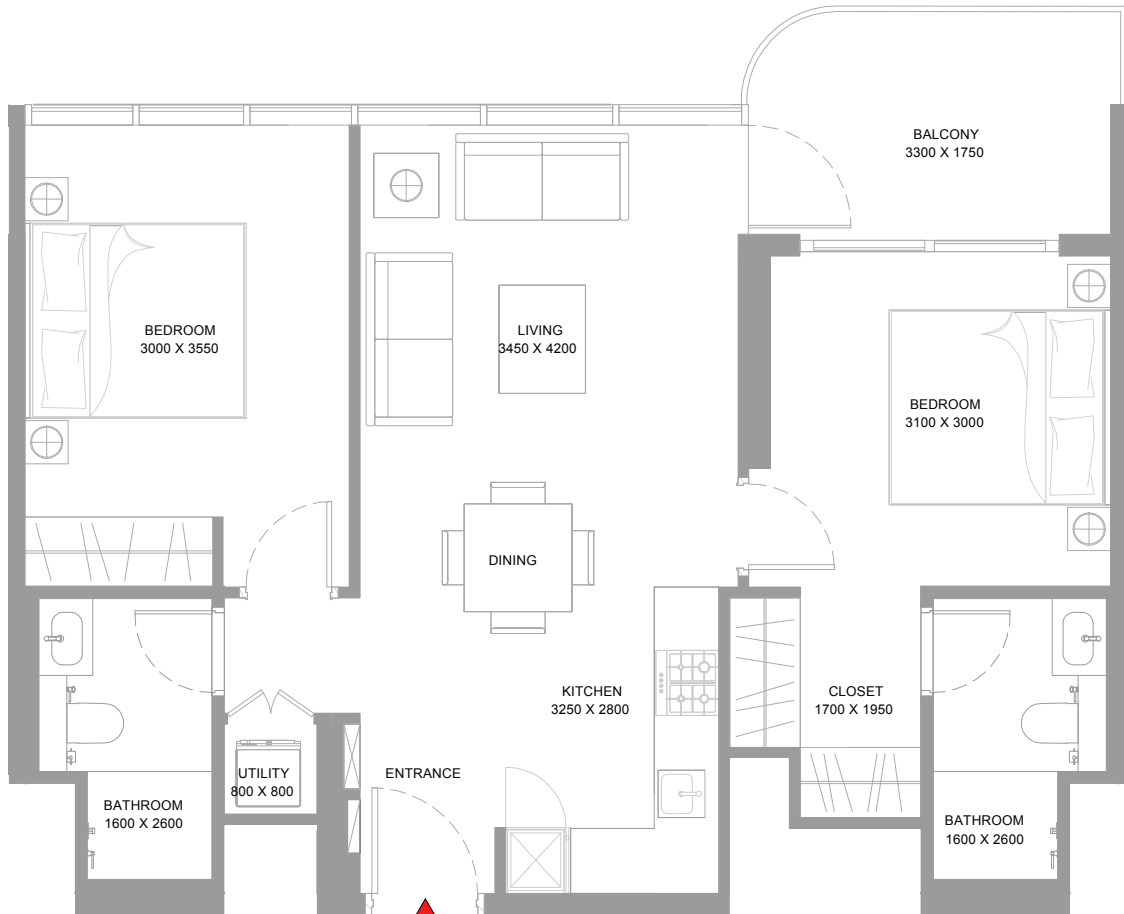 BALCONY
3300 X 1750
BEDROOM
3000 X 3550
LIVING
3450 X 4200
BEDROOM
3100 X 3000
DINING
KITCHEN
3250 X 2800
CLOSET
1700 X 1950
ENTRANCE
UTILITY
800 X 800
BATHROOM
1600 X 2600
BATHROOM
1600 X 2600